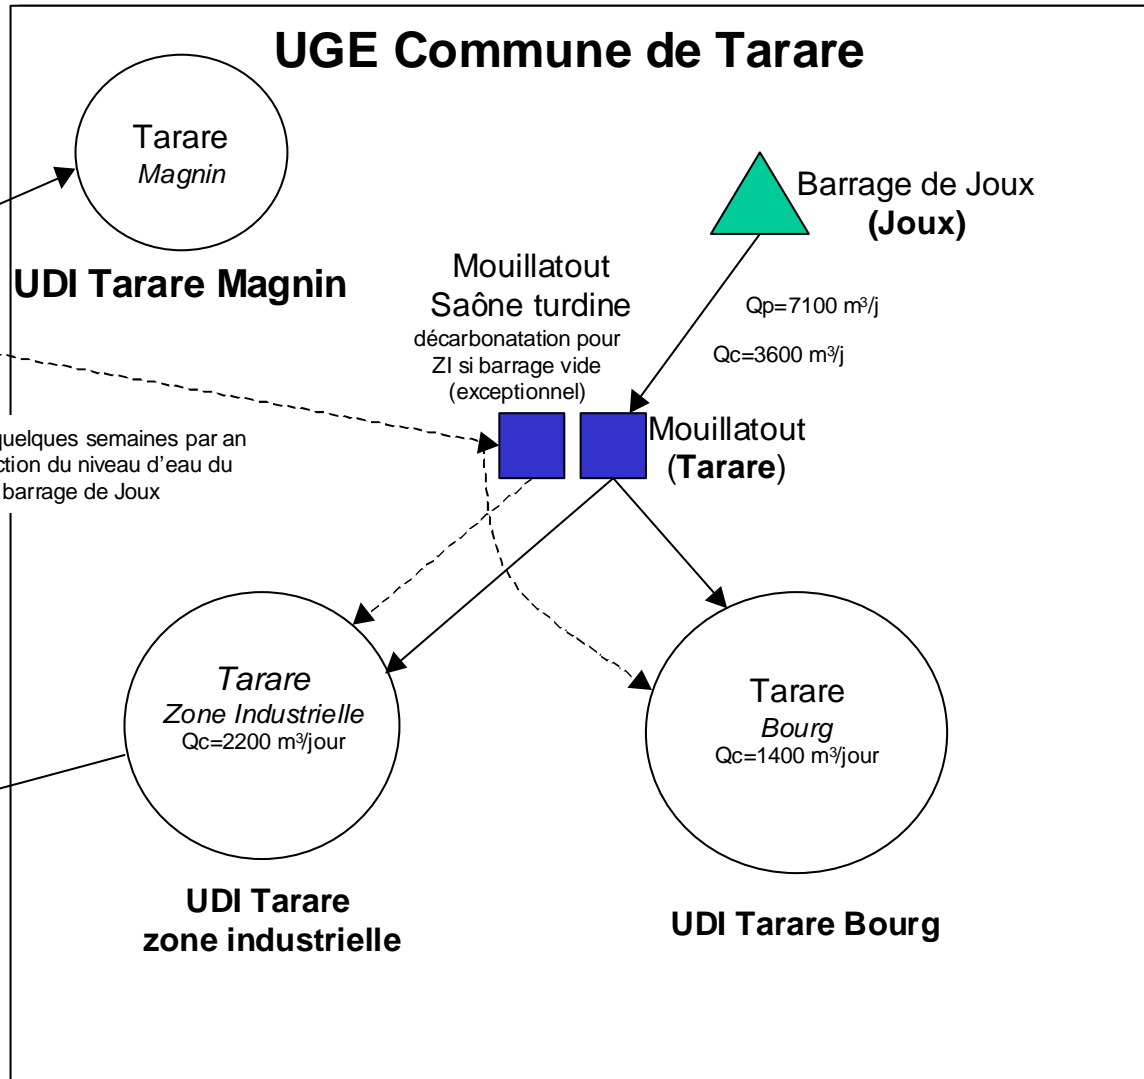 UGE Commune de Tarare
Tarare
Magnin
UDI Tarare Magnin
Barrage de Joux
(Joux)
Qp=7100 m³/j
Qc=3600 m³/j
Mouillatout
Saône turdine
décarbonatation pour
ZI si barrage vide
(exceptionnel)
Mouillatout
(Tarare)
quelques semaines par an
ction du niveau d'eau du
barrage de Joux
Tarare
Zone Industrielle
Qc=2200 m³/jour
UDI Tarare
zone industrielle
Tarare
Bourg
Qc=1400 m³/jour
UDI Tarare Bourg